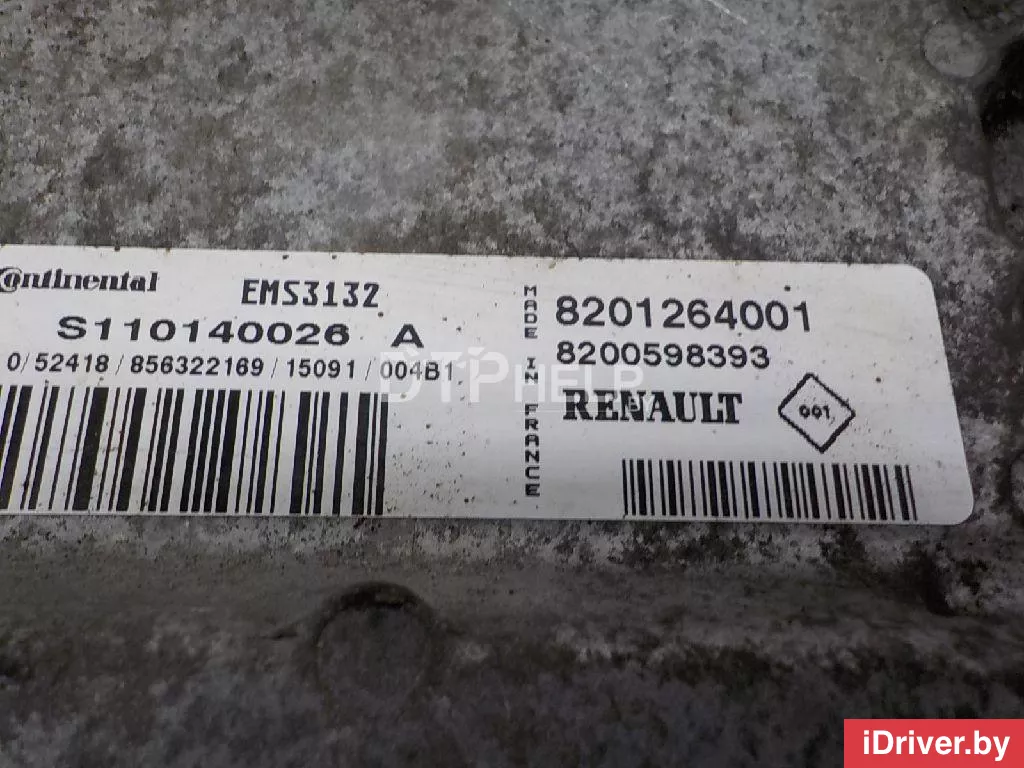 Continental EMS3132
S110140026 A
0/52418/856322169/15091/004B1
MADE IN FRANCE
8201264001
8200598393
RENAULT
001
DTPHELP
iDriver.by